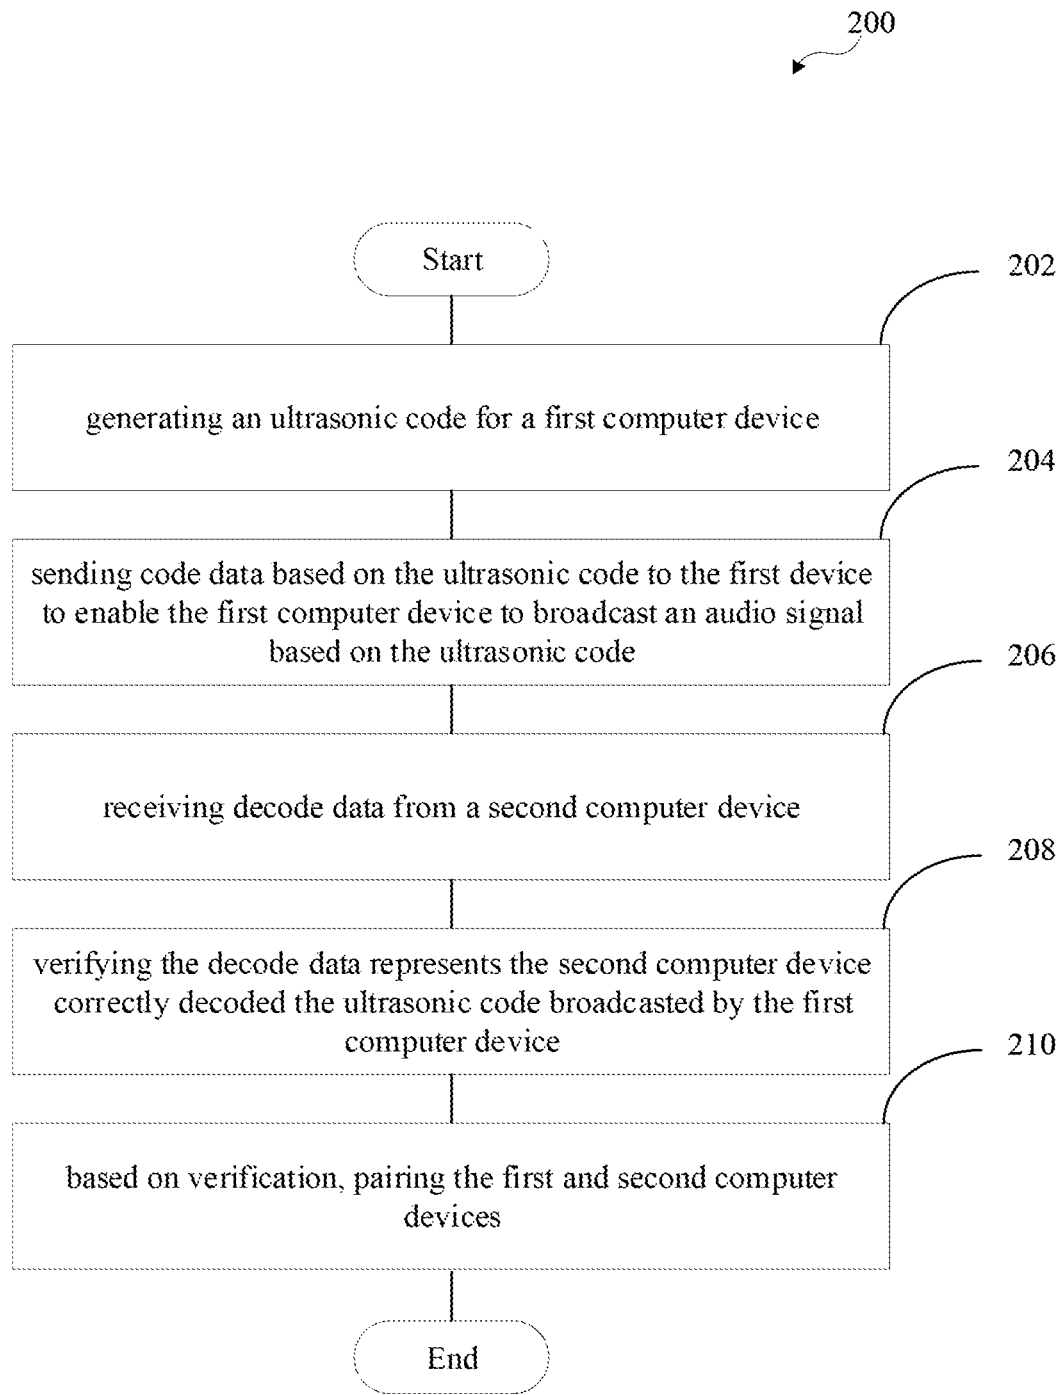 200
Start
202
generating an ultrasonic code for a first computer device
204
sending code data based on the ultrasonic code to the first device
to enable the first computer device to broadcast an audio signal
based on the ultrasonic code
206
receiving decode data from a second computer device
208
verifying the decode data represents the second computer device
correctly decoded the ultrasonic code broadcasted by the first
computer device
210
based on verification, pairing the first and second computer
devices
End